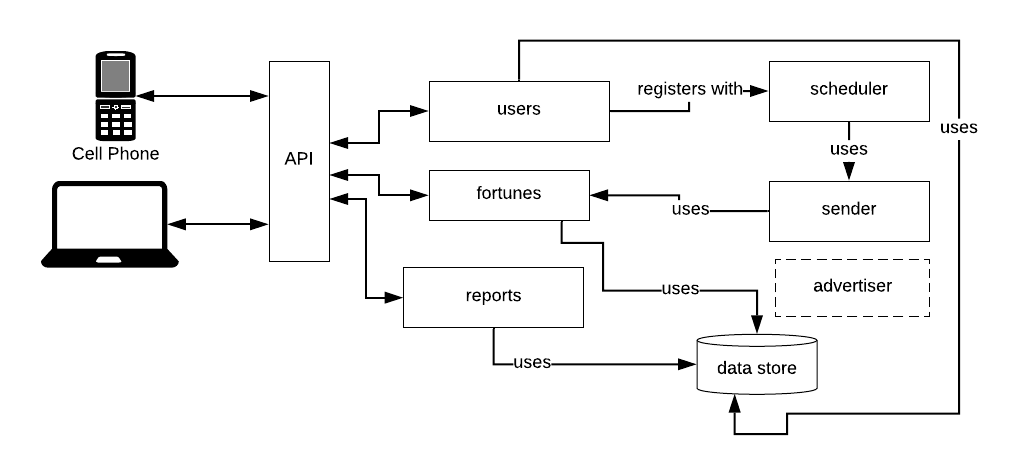 users
registers with
scheduler
uses
Cell Phone
API
uses
fortunes
uses
sender
reports
uses
advertiser
uses
data store